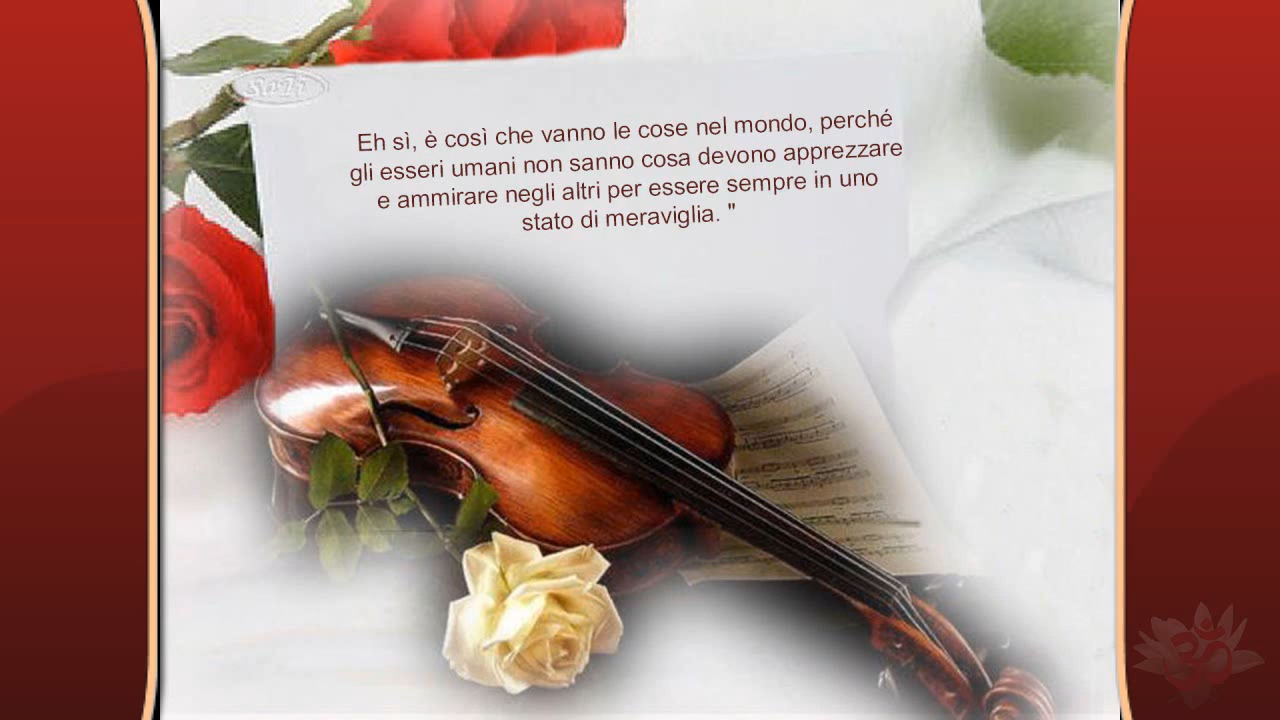 Eh sì, è così che vanno le cose nel mondo, perché
gli esseri umani non sanno cosa devono apprezzare
e ammirare negli altri per essere sempre in uno
stato di meraviglia. "